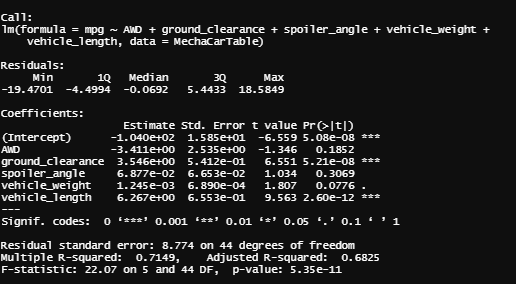 Call:
lm(formula = mpg ~ AWD + ground_clearance + spoiler_angle + vehicle_weight +
    vehicle_length, data = MechaCarTable)

Residuals:
     Min       1Q   Median       3Q      Max
-19.4701  -4.4994  -0.0692   5.4433  18.5849

Coefficients:
                   Estimate Std. Error t value Pr(>|t|)
(Intercept)      -1.040e+02  1.585e+01  -6.559 5.08e-08 ***
AWD              -3.411e+00  2.535e+00  -1.346   0.1852
ground_clearance  3.546e+00  5.412e-01   6.551 5.21e-08 ***
spoiler_angle     6.877e-02  6.653e-02   1.034   0.3069
vehicle_weight    1.245e-03  6.890e-04   1.807   0.0776 .
vehicle_length    6.267e+00  6.553e-01   9.563 2.60e-12 ***
---
Signif. codes:  0 ‘***’ 0.001 ‘**’ 0.01 ‘*’ 0.05 ‘.’ 0.1 ‘ ’ 1

Residual standard error: 8.774 on 44 degrees of freedom
Multiple R-squared:  0.7149,    Adjusted R-squared:  0.6825
F-statistic: 22.07 on 5 and 44 DF,  p-value: 5.35e-11